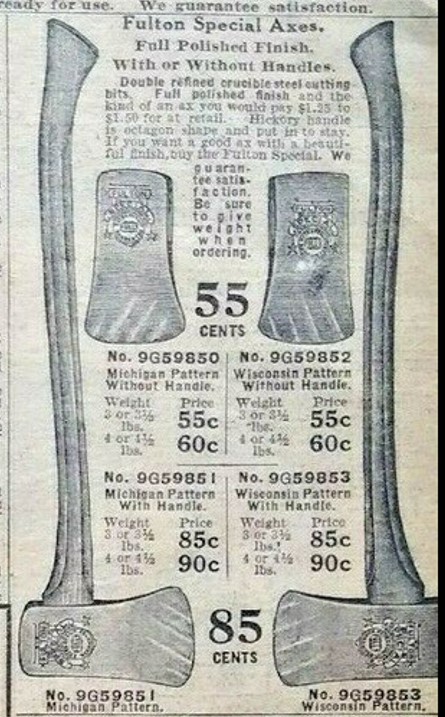 ready for use. We guarantee satisfaction.
Fulton Special Axes.
Full Polished Finish.
With or Without Handles.
Double refined crucible steel cutting
bits. Full polished finish and the
kind of an ax you would pay $1.25 to
$1.50 for at retail. Hickory handle
is octagon shape and put in to stay.
If you want a good ax with a beauti-
ful finish, buy the Fulton Special. We
guaran-
tee satis-
faction.
Be sure
to give
weight
when
ordering.
FULTON
55
CENTS
No. 9G59850
Michigan Pattern
Without Handle.
Weight Price
3 or 3½ lbs. 55c
4 or 4½ lbs. 60c
No. 9G59852
Wisconsin Pattern
Without Handle.
Weight Price
3 or 3½ lbs. 55c
4 or 4½ lbs. 60c
No. 9G59851
Michigan Pattern
With Handle.
Weight Price
3 or 3½ lbs. 85c
4 or 4½ lbs. 90c
No. 9G59853
Wisconsin Pattern
With Handle.
Weight Price
3 or 3½ lbs. 85c
4 or 4½ lbs. 90c
85
CENTS
No. 9G59851
Michigan Pattern.
No. 9G59853
Wisconsin Pattern.